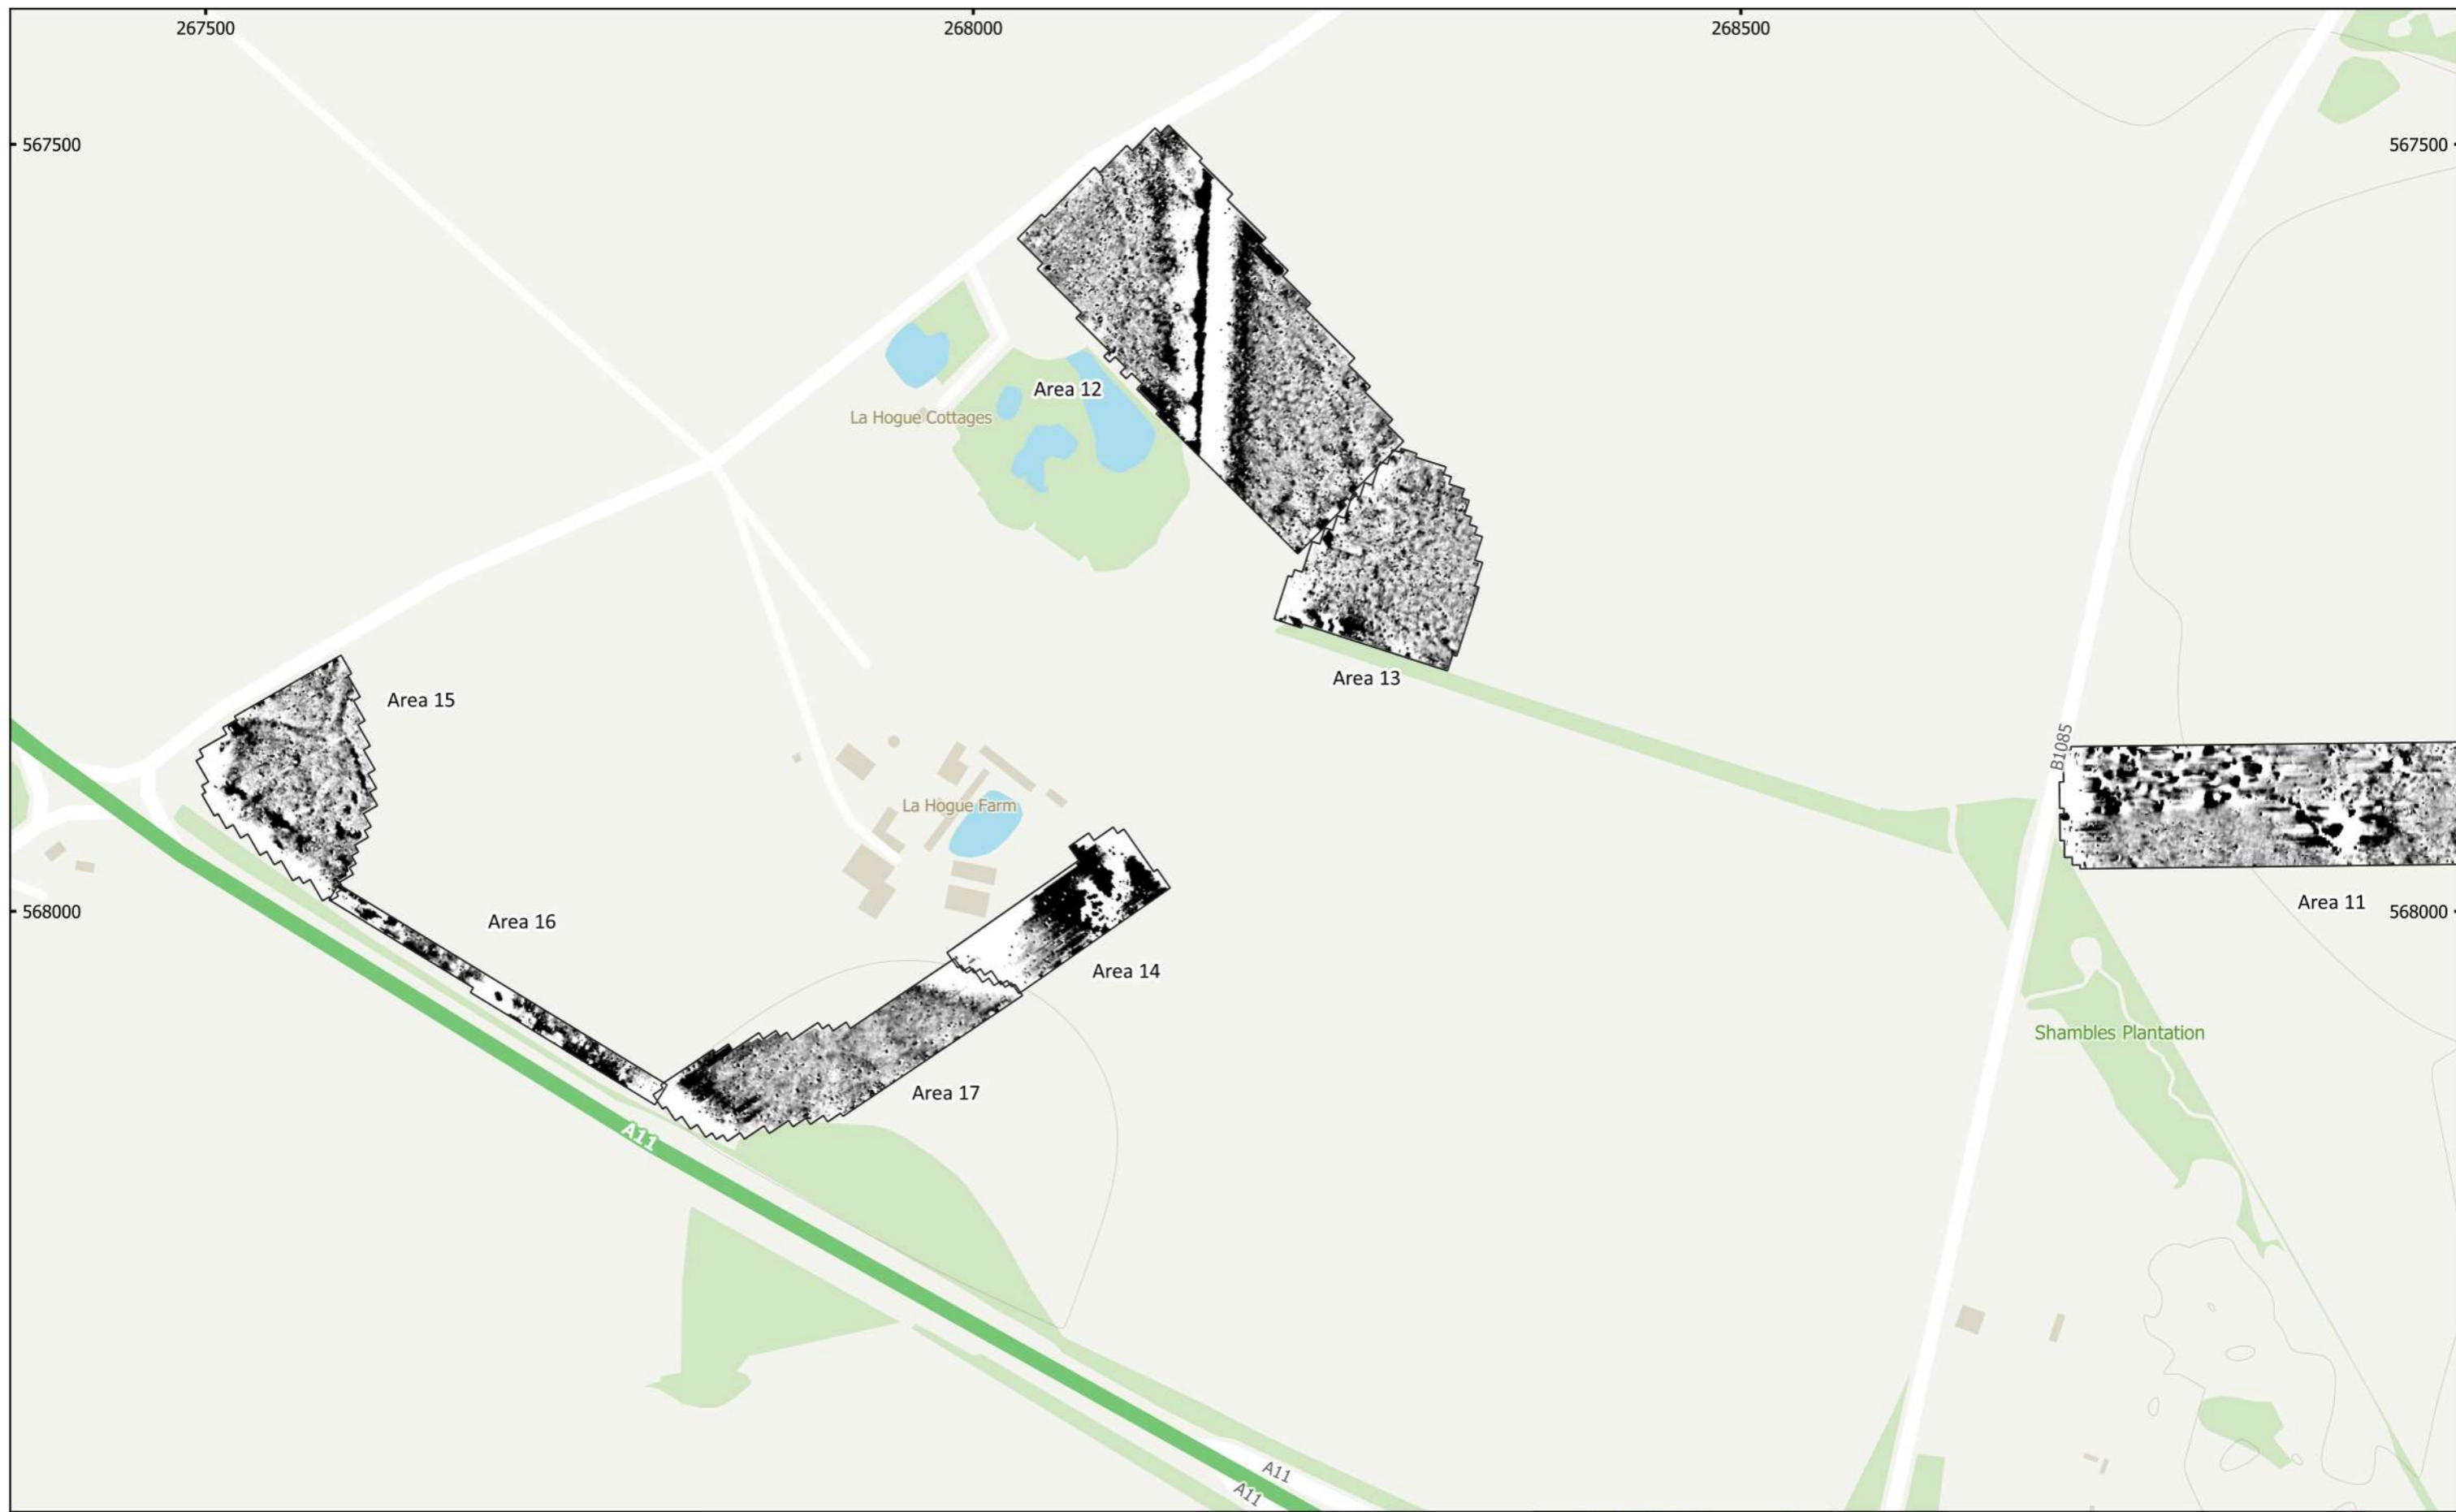 267500
268000
268500
567500
567500
Area 12
La Hogue Cottages
Area 13
Area 15
B1085
La Hogue Farm
Area 11
568000
568000
Area 16
Area 14
Shambles Plantation
Area 17
A11
A11
A11